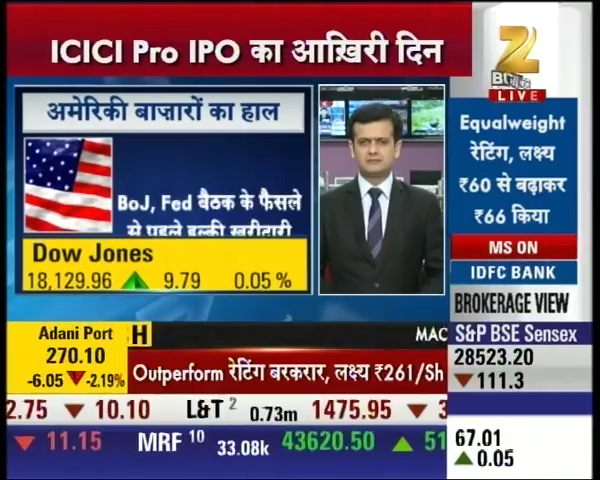 ICICI Pro IPO का आख़िरी दिन
LIVE
अमेरिकी बाज़ारों का हाल
BoJ, Fed बैठक के फैसले
से पहले हल्की खरीदारी
Dow Jones
18,129.96 9.79 0.05 %
Equalweight
रेटिंग, लक्ष्य
₹60 से बढ़ाकर
₹66 किया
MS ON
IDFC BANK
BROKERAGE VIEW
Adani Port
270.10
-6.05 -2.19%
H MAC
Outperform रेटिंग बरकरार, लक्ष्य ₹261/Sh
S&P BSE Sensex
28523.20
111.3
2.75 10.10 L&T 2 0.73m 1475.95 3
11.15 MRF 10 33.08k 43620.50 51
67.01
0.05